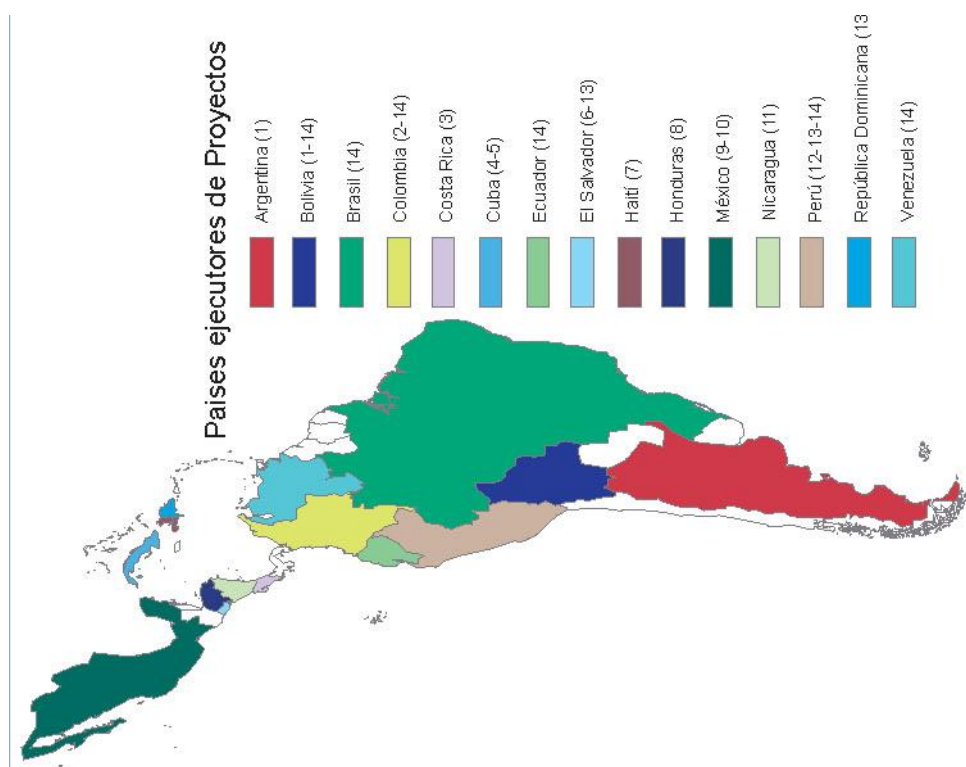 Paises ejecutores de Proyectos
Argentina (1)
Bolivia (1-14)
Brasil (14)
Colombia (2-14)
Costa Rica (3)
Cuba (4-5)
Ecuador (14)
El Salvador (6-13)
Haití (7)
Honduras (8)
México (9-10)
Nicaragua (11)
Perú (12-13-14)
República Dominicana (13
Venezuela (14)